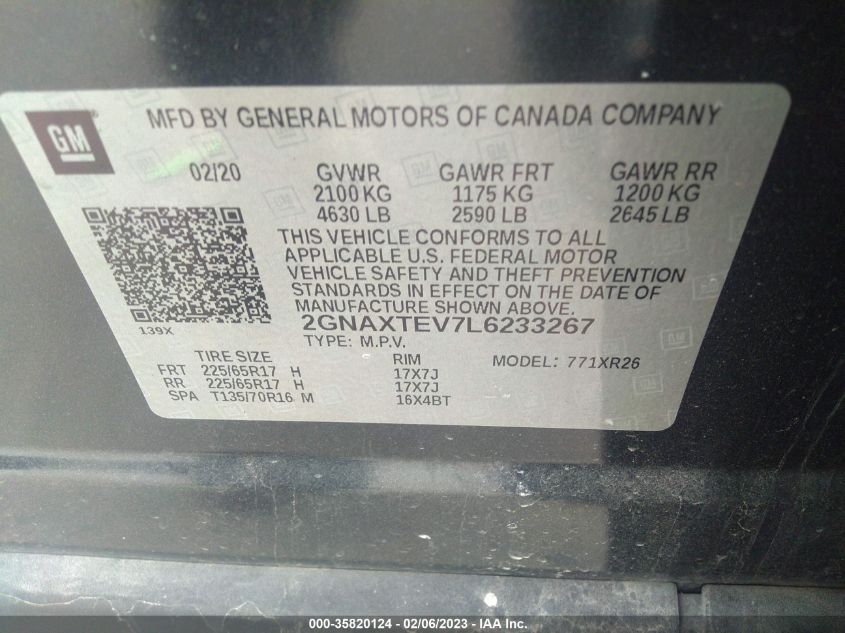 GM
MFD BY GENERAL MOTORS OF CANADA COMPANY
02/20 GVWR GAWR FRT GAWR RR
2100 KG 1175 KG 1200 KG
4630 LB 2590 LB 2645 LB
THIS VEHICLE CONFORMS TO ALL
APPLICABLE U.S. FEDERAL MOTOR
VEHICLE SAFETY AND THEFT PREVENTION
STANDARDS IN EFFECT ON THE DATE OF
MANUFACTURE SHOWN ABOVE.
139X
2GNAXTEV7L6233267
TYPE: M.P.V.
TIRE SIZE RIM MODEL: 771XR26
FRT 225/65R17 H 17X7J
RR 225/65R17 H 17X7J
SPA T135/70R16 M 16X4BT
000-35820124 - 02/06/2023 - IAA Inc.